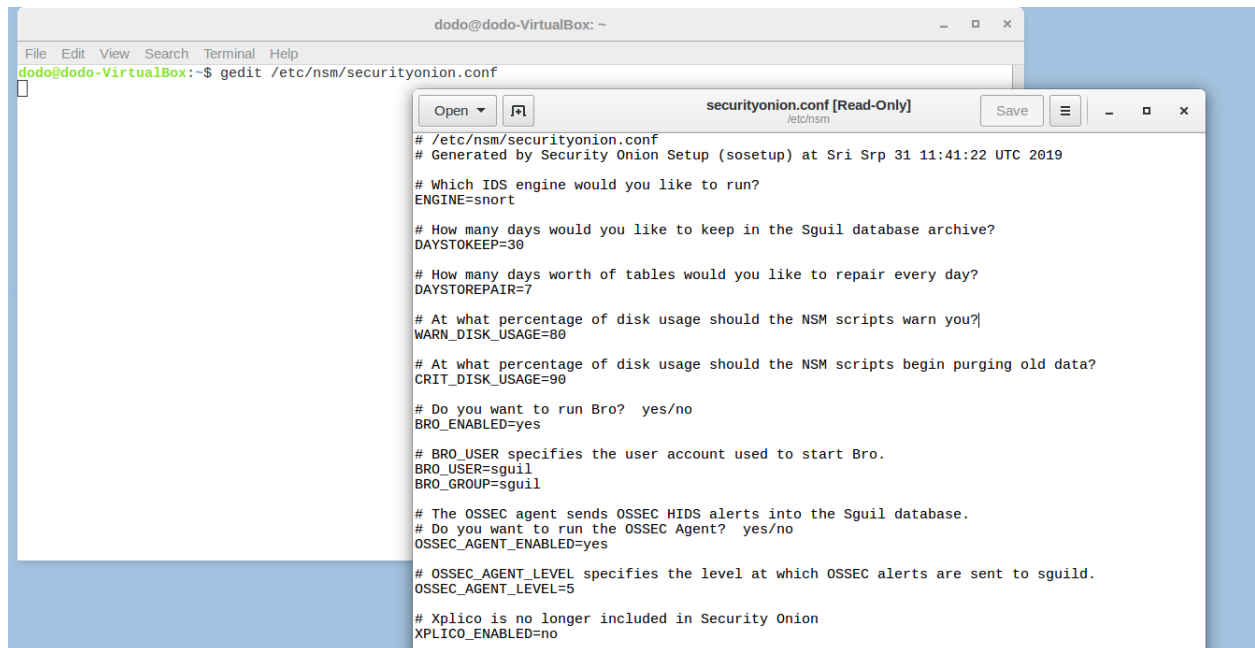 dodo@dodo-VirtualBox: ~
File Edit View Search Terminal Help
dodo@dodo-VirtualBox:~$ gedit /etc/nsm/securityonion.conf
Open
securityonion.conf [Read-Only]
/etc/nsm
Save
# /etc/nsm/securityonion.conf
# Generated by Security Onion Setup (sosetup) at Sri Srp 31 11:41:22 UTC 2019
# Which IDS engine would you like to run?
ENGINE=snort
# How many days would you like to keep in the Sguil database archive?
DAYSTOKEEP=30
# How many days worth of tables would you like to repair every day?
DAYSTOREPAIR=7
# At what percentage of disk usage should the NSM scripts warn you?
WARN_DISK_USAGE=80
# At what percentage of disk usage should the NSM scripts begin purging old data?
CRIT_DISK_USAGE=90
# Do you want to run Bro?  yes/no
BRO_ENABLED=yes
# BRO_USER specifies the user account used to start Bro.
BRO_USER=sguil
BRO_GROUP=sguil
# The OSSEC agent sends OSSEC HIDS alerts into the Sguil database.
# Do you want to run the OSSEC Agent?  yes/no
OSSEC_AGENT_ENABLED=yes
# OSSEC_AGENT_LEVEL specifies the level at which OSSEC alerts are sent to sguild.
OSSEC_AGENT_LEVEL=5
# Xplico is no longer included in Security Onion
XPLICO_ENABLED=no